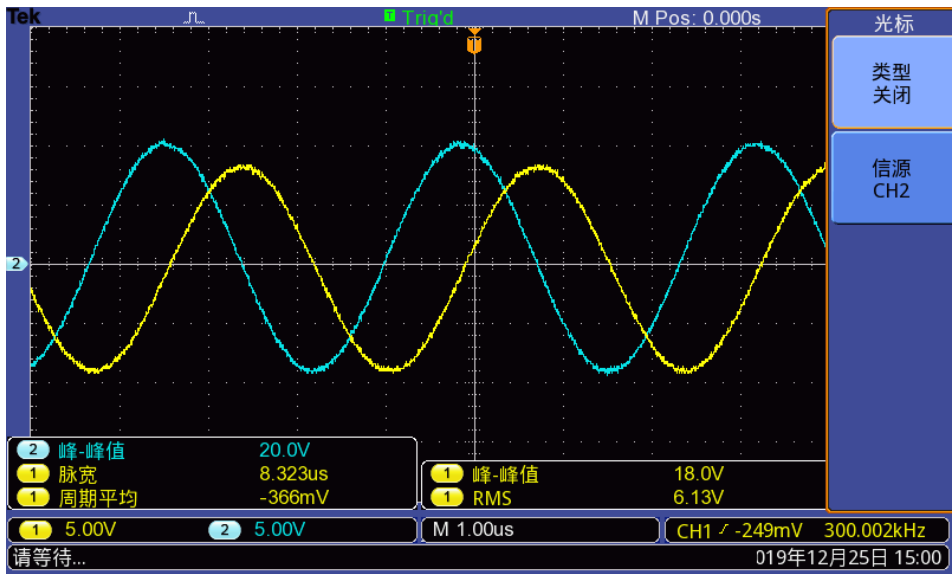 Tek
T Trig'd
M Pos: 0.000s
光标
T
类型
关闭
信源
CH2
2
2 峰-峰值 20.0V
1 脉宽 8.323us
1 周期平均 -366mV
1 峰-峰值 18.0V
1 RMS 6.13V
1 5.00V
2 5.00V
M 1.00us
CH1 -249mV 300.002kHz
请等待...
019年12月25日 15:00